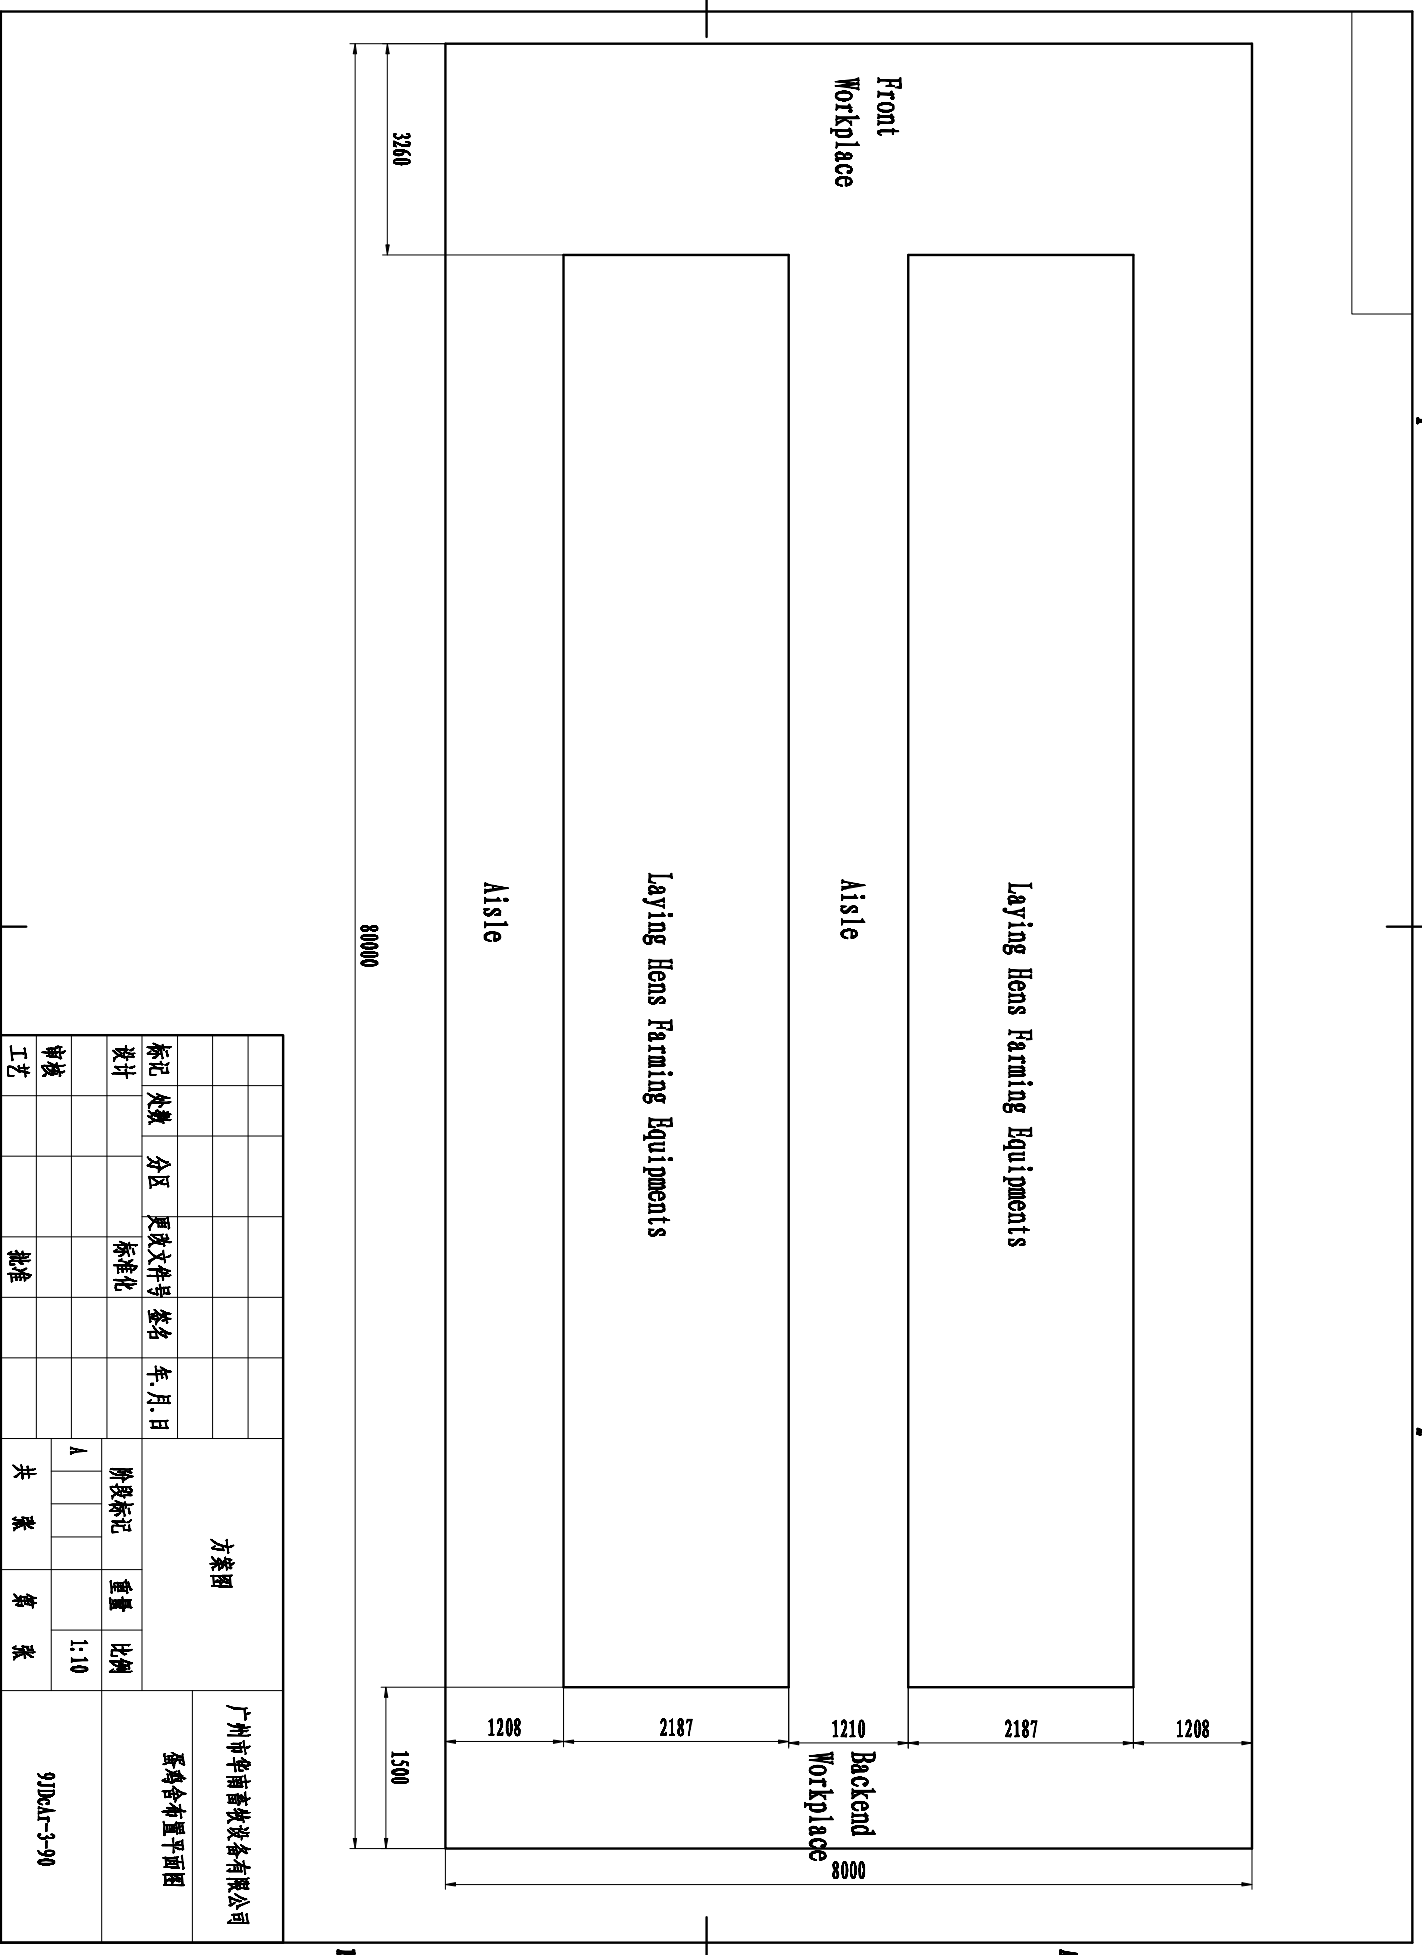 Front
Workplace
3260
Laying Hens Farming Equipments
Aisle
Laying Hens Farming Equipments
Aisle
80000
1208
2187
1210
2187
1208
Backend
Workplace
1500
8000
标记 处数 分区 更改文件号 签名 年.月.日
设计 标准化
审核
工艺 批准
方案图
阶段标记 重量 比例
A 1:10
共 张 第 张
广州市华南畜牧设备有限公司
蛋鸡舍布置平面图
9JDcAr-3-90